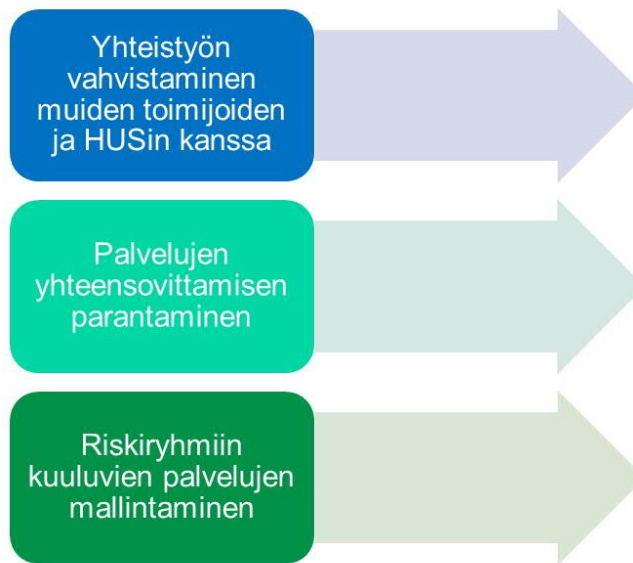 Yhteistyön
vahvistaminen
muiden toimijoiden
ja HUSin kanssa
Palvelujen
yhteensovittamisen
parantaminen
Riskiryhmiin
kuuluvien palvelujen
mallintaminen